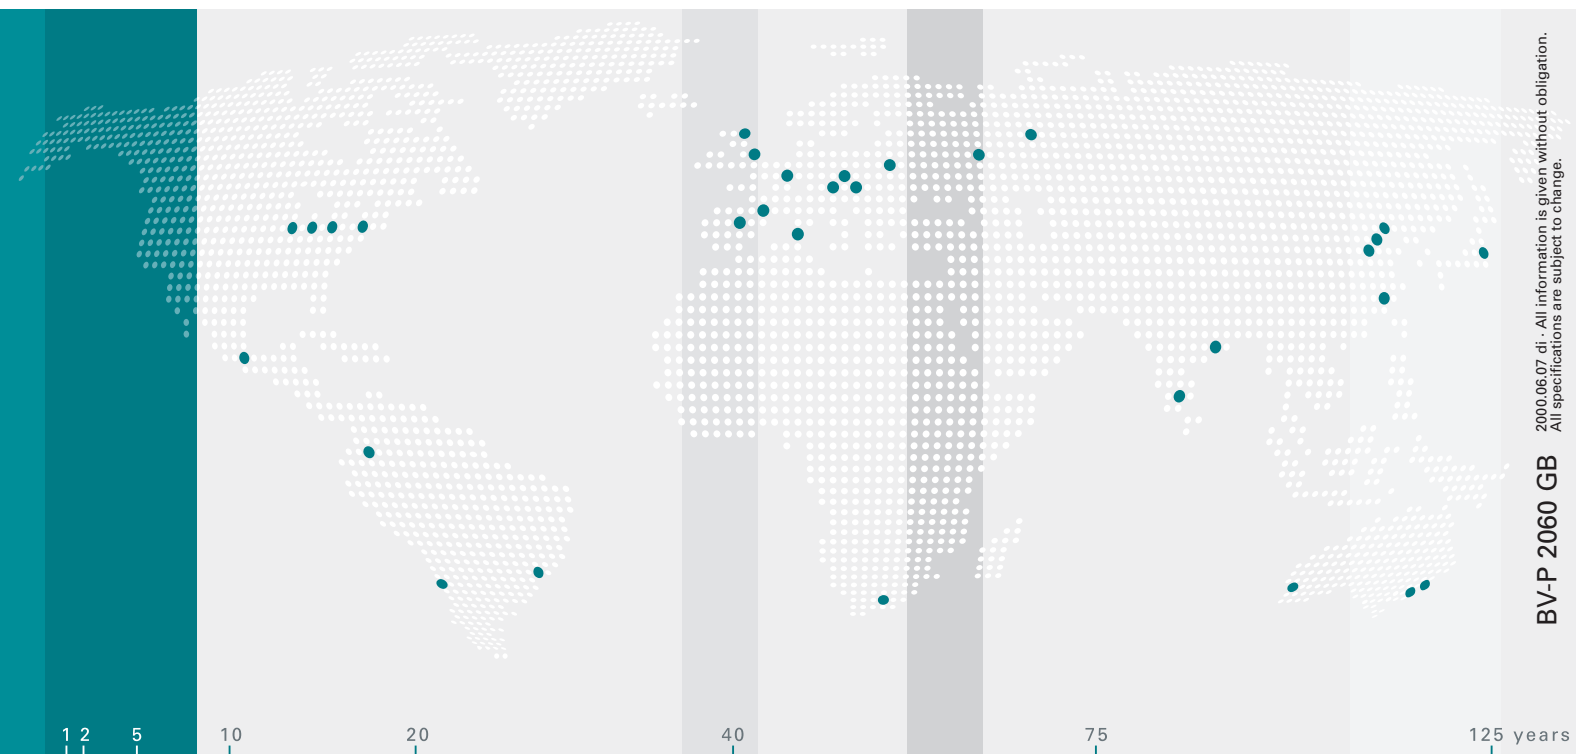 2000.06.07 di · All information is given without obligation.
All specifications are subject to change.
BV-P 2060 GB
1 2 5 10 20 40 75 125 years